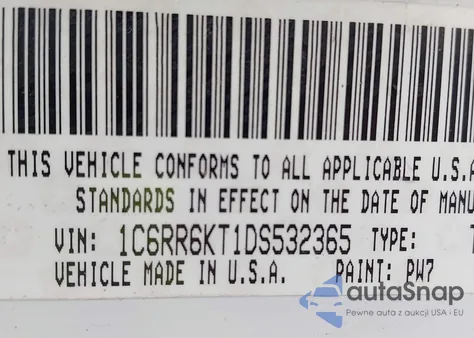 THIS VEHICLE CONFORMS TO ALL APPLICABLE U.S.A
STANDARDS IN EFFECT ON THE DATE OF MANU
VIN: 1C6RR6KT1DS532365 TYPE: T
VEHICLE MADE IN U.S.A. PAINT: PW7
autoSnap
Pewne auta z aukcji USA i EU